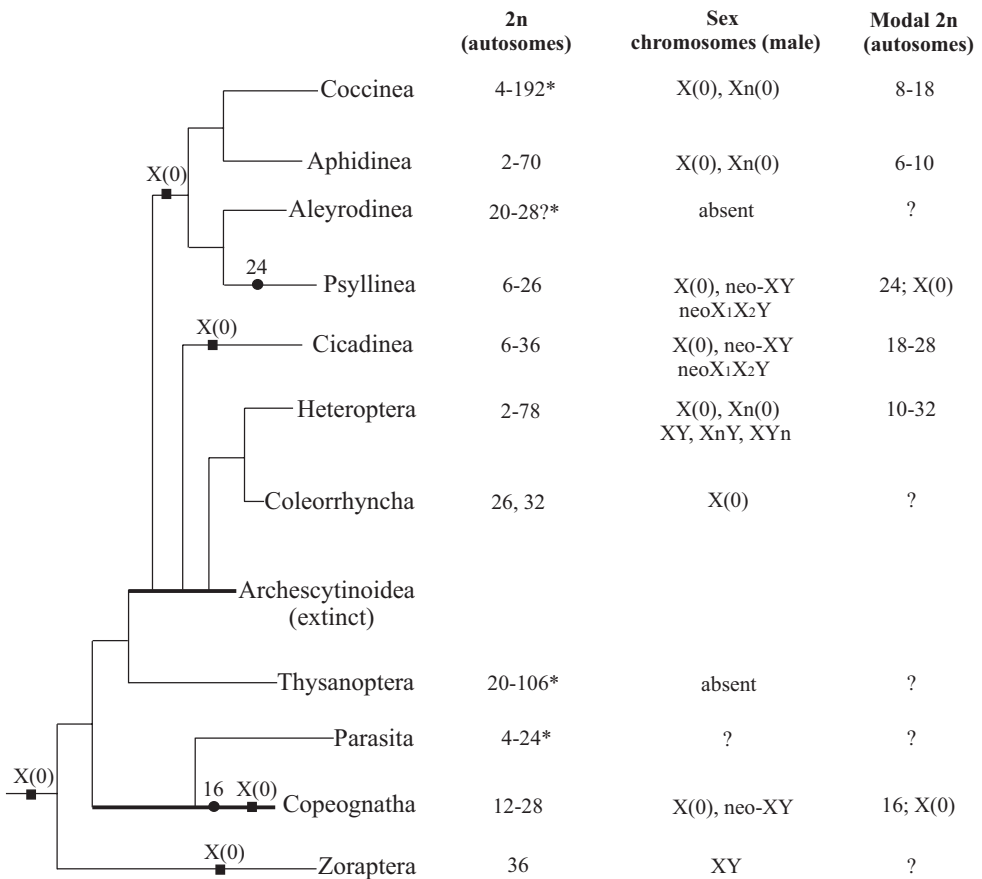 2n Sex Modal 2n
(autosomes) chromosomes (male) (autosomes)
Coccinea 4-192* X(0), Xn(0) 8-18
Aphidinea 2-70 X(0), Xn(0) 6-10
X(0)
Aleyrodinea 20-28?* absent ?
24
Psyllinea 6-26 X(0), neo-XY 24; X(0)
neoX1X2Y
X(0)
Cicadinea 6-36 X(0), neo-XY 18-28
neoX1X2Y
Heteroptera 2-78 X(0), Xn(0) 10-32
XY, XnY, XYn
Coleorrhyncha 26, 32 X(0) ?
Archescytinoidea
(extinct)
Thysanoptera 20-106* absent ?
Parasita 4-24* ? ?
X(0) 16 X(0)
Copeognatha 12-28 X(0), neo-XY 16; X(0)
X(0)
Zoraptera 36 XY ?